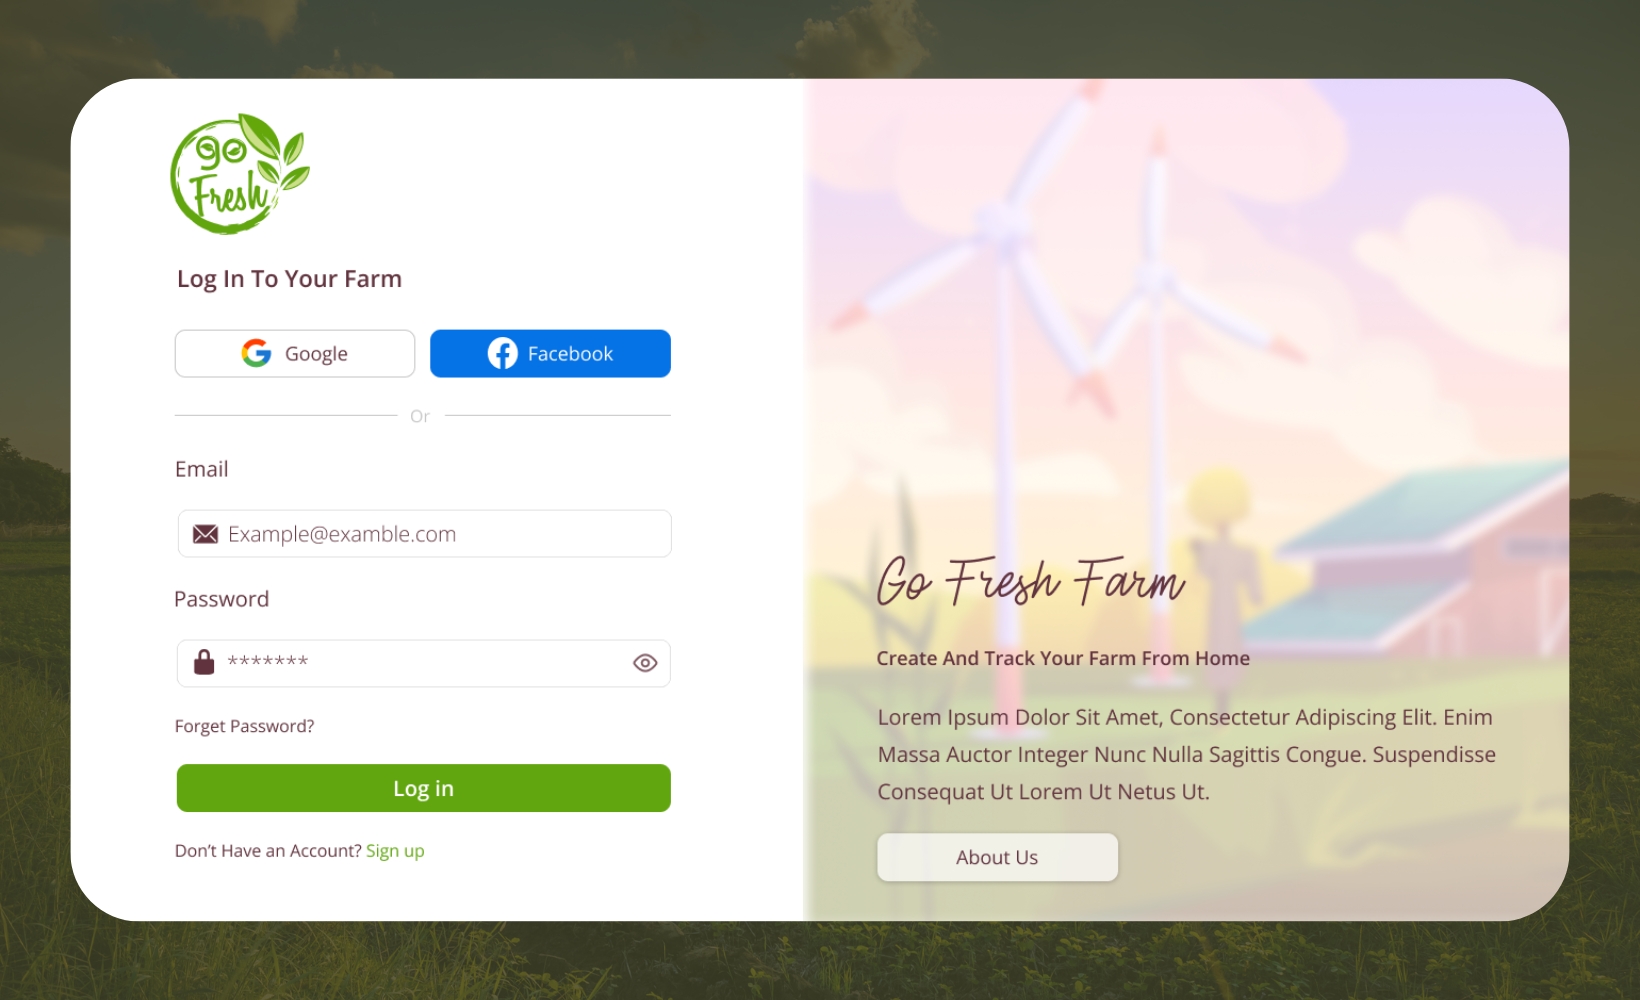 go
Fresh
Log In To Your Farm
Google
Facebook
Or
Email
Example@examble.com
Password
*******
Forget Password?
Log in
Don't Have an Account? Sign up
Go Fresh Farm
Create And Track Your Farm From Home
Lorem Ipsum Dolor Sit Amet, Consectetur Adipiscing Elit. Enim
Massa Auctor Integer Nunc Nulla Sagittis Congue. Suspendisse
Consequat Ut Lorem Ut Netus Ut.
About Us